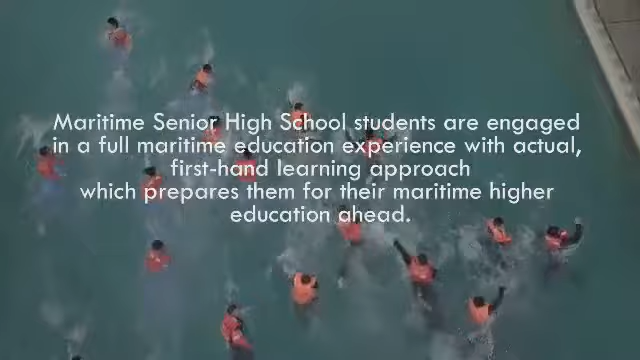 Maritime Senior High School students are engaged
in a full maritime education experience with actual,
first-hand learning approach
which prepares them for their maritime higher
education ahead.